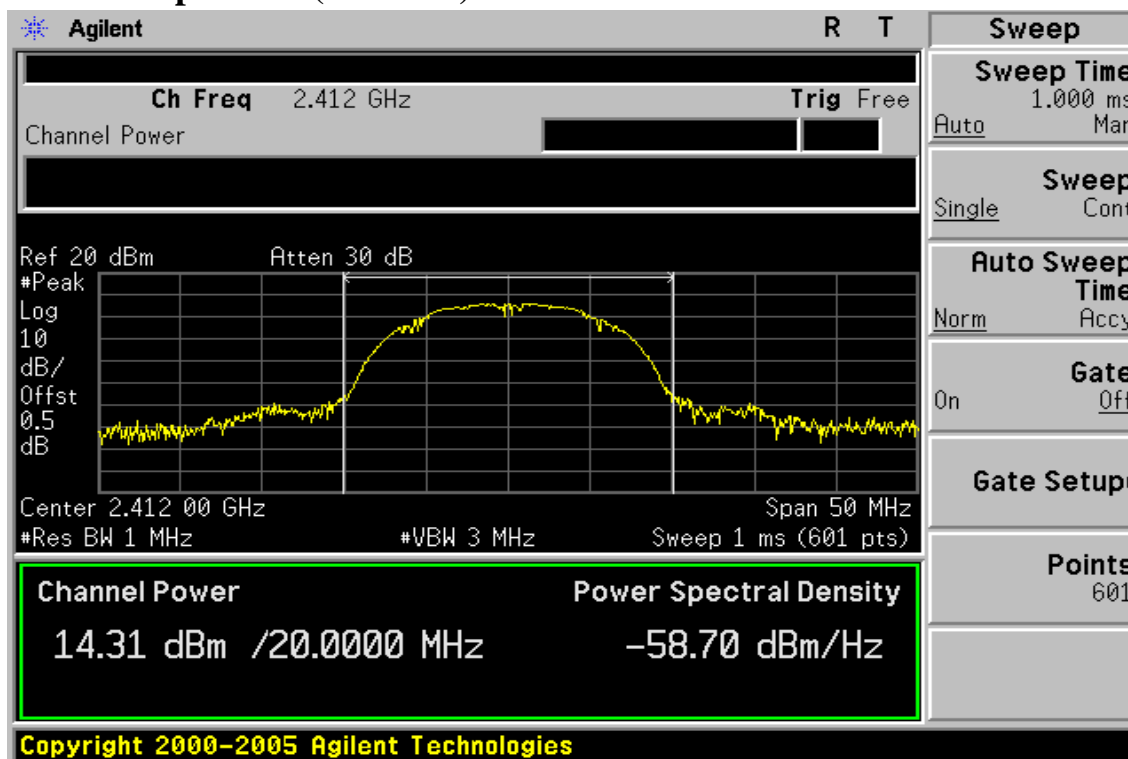 Agilent R T
Ch Freq 2.412 GHz Trig Free
Channel Power
Ref 20 dBm Atten 30 dB
#Peak
Log
10
dB/
Offst
0.5
dB
Center 2.412 00 GHz Span 50 MHz
#Res BW 1 MHz #VBW 3 MHz Sweep 1 ms (601 pts)
Channel Power Power Spectral Density
14.31 dBm /20.0000 MHz -58.70 dBm/Hz
Copyright 2000-2005 Agilent Technologies
Sweep
Sweep Time
1.000 ms
Auto Man
Sweep
Single Cont
Auto Sweep
Time
Norm Accy
Gate
On Off
Gate Setup
Points
601